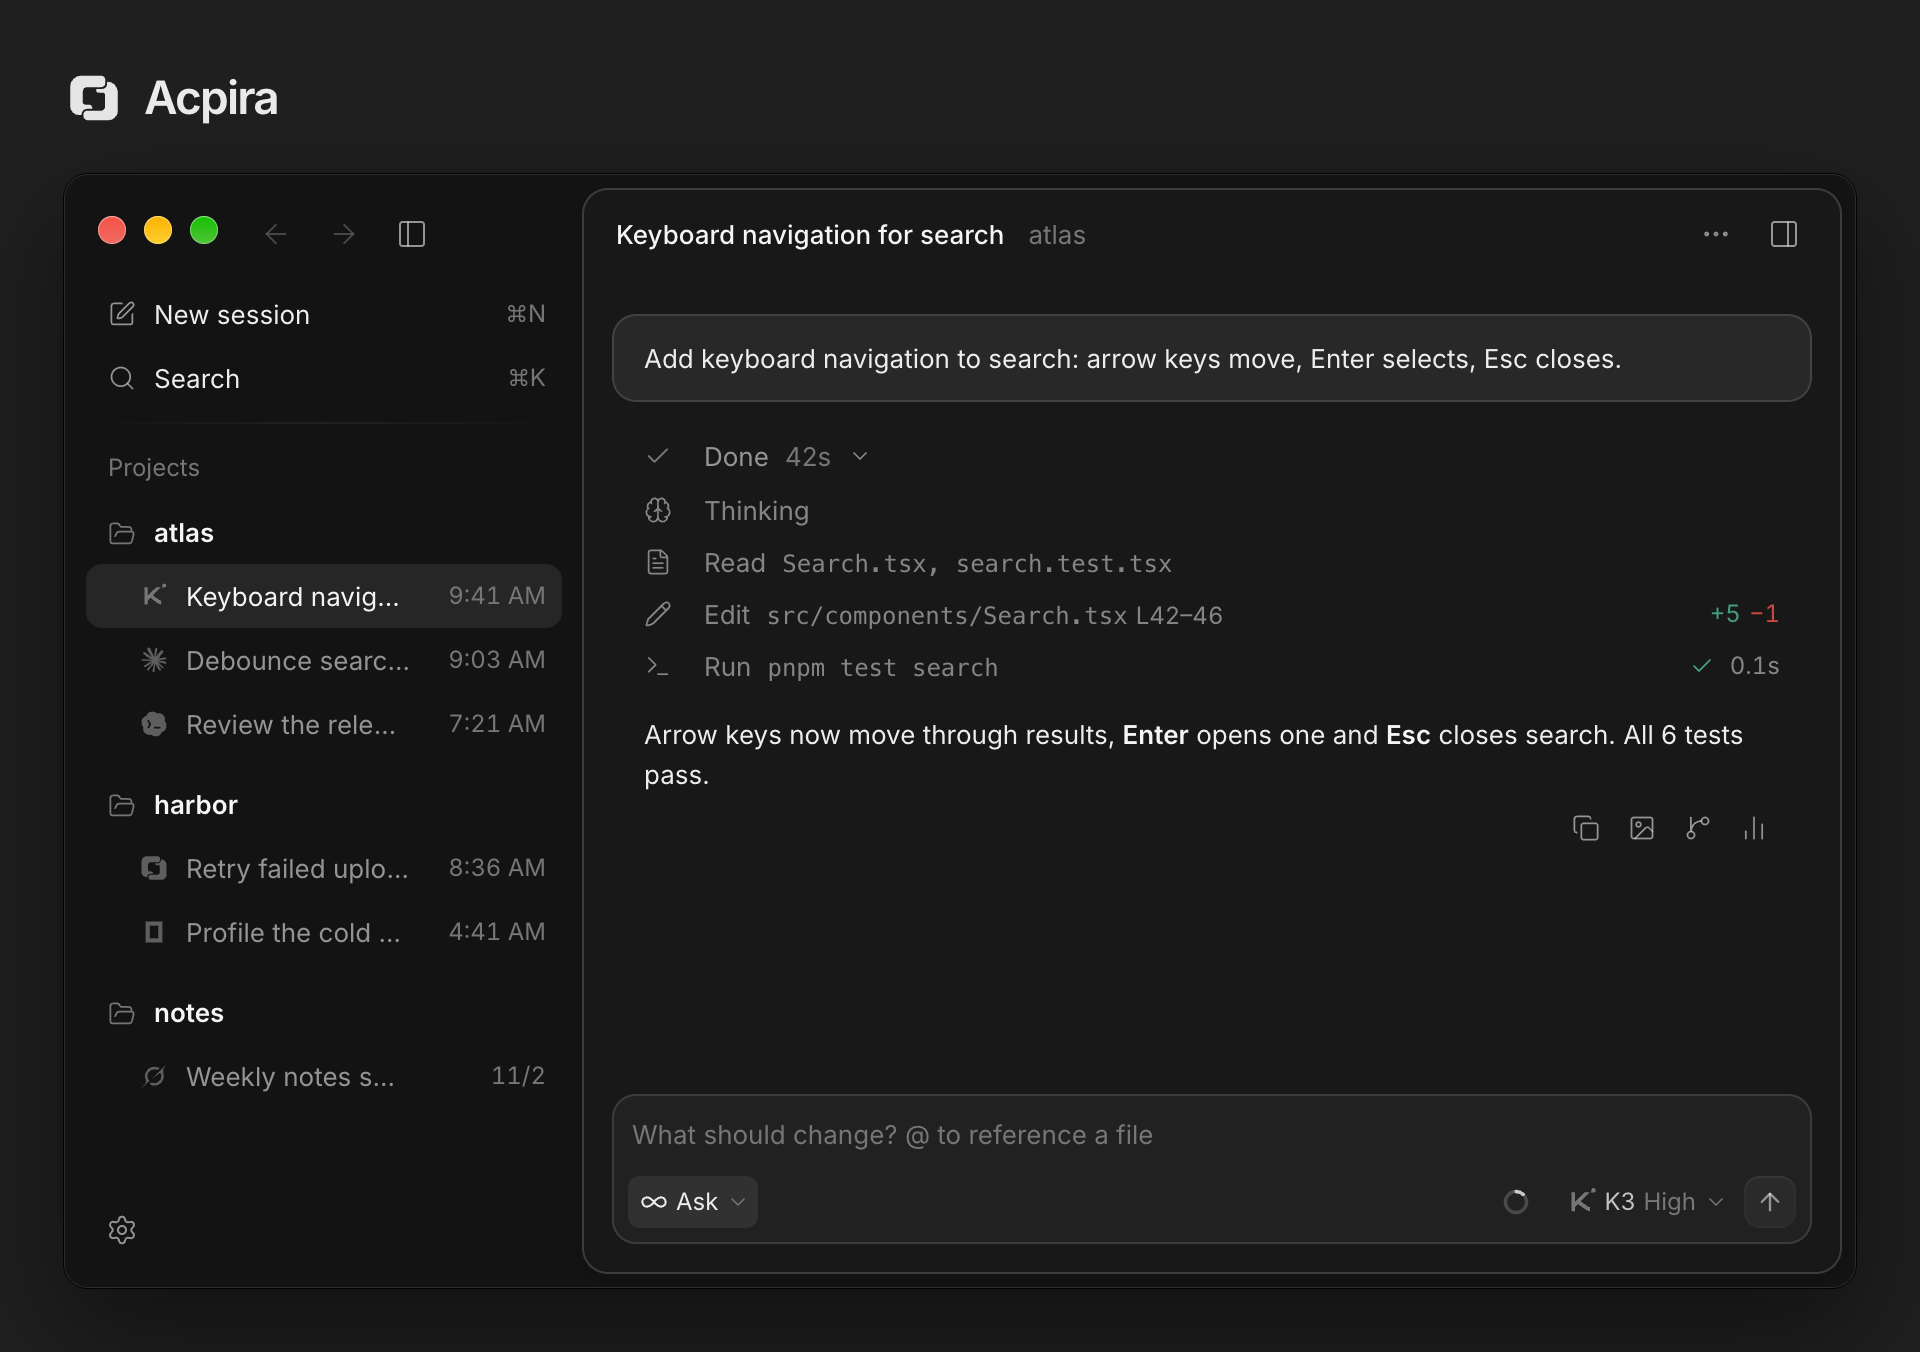 Acpira
New session ⌘N
Search ⌘K
Projects
atlas
Keyboard navig... 9:41 AM
Debounce searc... 9:03 AM
Review the rele... 7:21 AM
harbor
Retry failed uplo... 8:36 AM
Profile the cold ... 4:41 AM
notes
Weekly notes s... 11/2
Keyboard navigation for search atlas
Add keyboard navigation to search: arrow keys move, Enter selects, Esc closes.
Done 42s
Thinking
Read Search.tsx, search.test.tsx
Edit src/components/Search.tsx L42–46 +5 −1
Run pnpm test search 0.1s
Arrow keys now move through results, Enter opens one and Esc closes search. All 6 tests
pass.
What should change? @ to reference a file
Ask K3 High